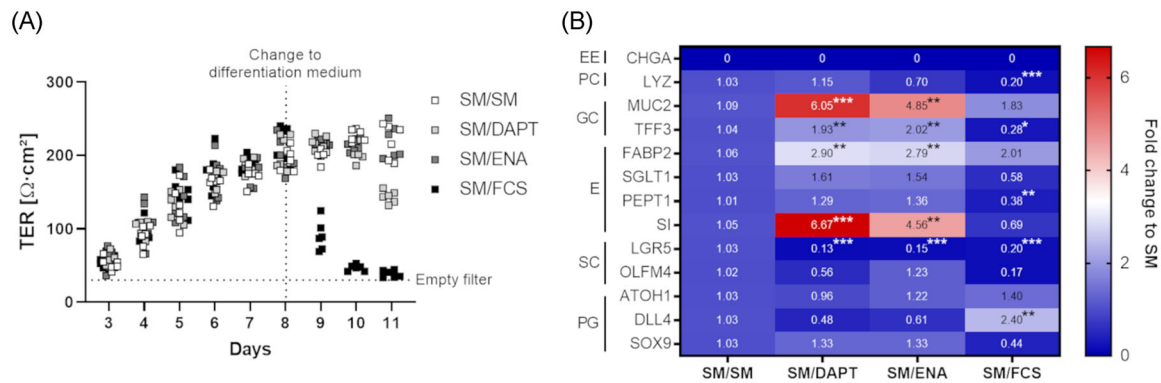 (A)
Change to
differentiation medium
TER [Ω·cm²]
300
200
100
0
SM/SM
SM/DAPT
SM/ENA
SM/FCS
Empty filter
3 4 5 6 7 8 9 10 11
Days
(B)
EE CHGA 0 0 0 0
PC LYZ 1.03 1.15 0.70 0.20***
GC
MUC2 1.09 6.05*** 4.85** 1.83
TFF3 1.04 1.93** 2.02** 0.28*
E
FABP2 1.06 2.90** 2.79** 2.01
SGLT1 1.03 1.61 1.54 0.58
PEPT1 1.01 1.29 1.36 0.38**
SI 1.05 6.67*** 4.56** 0.69
SC
LGR5 1.03 0.13*** 0.15*** 0.20***
OLFM4 1.02 0.56 1.23 0.17
PG
ATOH1 1.03 0.96 1.22 1.40
DLL4 1.03 0.48 0.61 2.40**
SOX9 1.03 1.33 1.33 0.44
SM/SM SM/DAPT SM/ENA SM/FCS
6
4
2
0
Fold change to SM